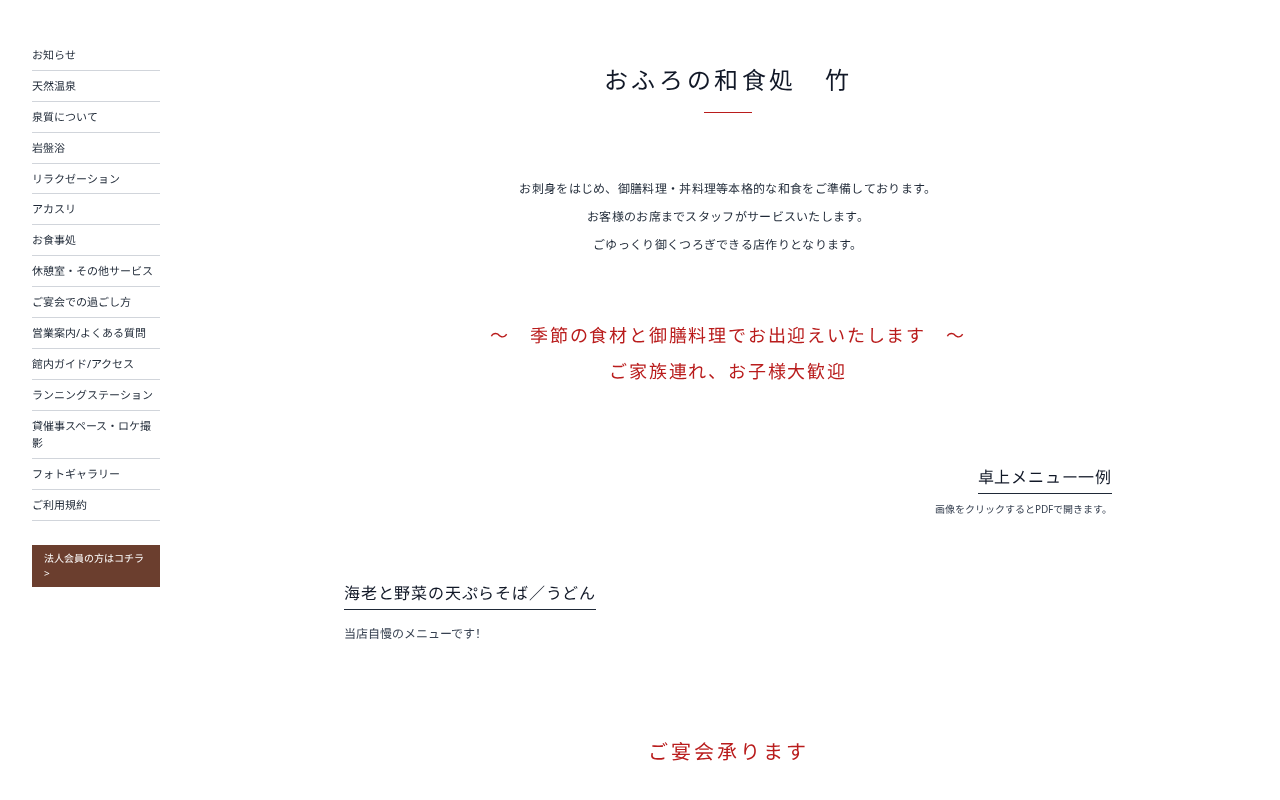 お知らせ
天然温泉
泉質について
岩盤浴
リラクゼーション
アカスリ
お食事処
休憩室・その他サービス
ご宴会での過ごし方
営業案内/よくある質問
館内ガイド/アクセス
ランニングステーション
貸催事スペース・ロケ撮
影
フォトギャラリー
ご利用規約
法人会員の方はコチラ
>
おふろの和食処　竹
お刺身をはじめ、御膳料理・丼料理等本格的な和食をご準備しております。
お客様のお席までスタッフがサービスいたします。
ごゆっくり御くつろぎできる店作りとなります。
～　季節の食材と御膳料理でお出迎えいたします　～
ご家族連れ、お子様大歓迎
卓上メニュー一例
画像をクリックするとPDFで開きます。
海老と野菜の天ぷらそば／うどん
当店自慢のメニューです!
ご宴会承ります